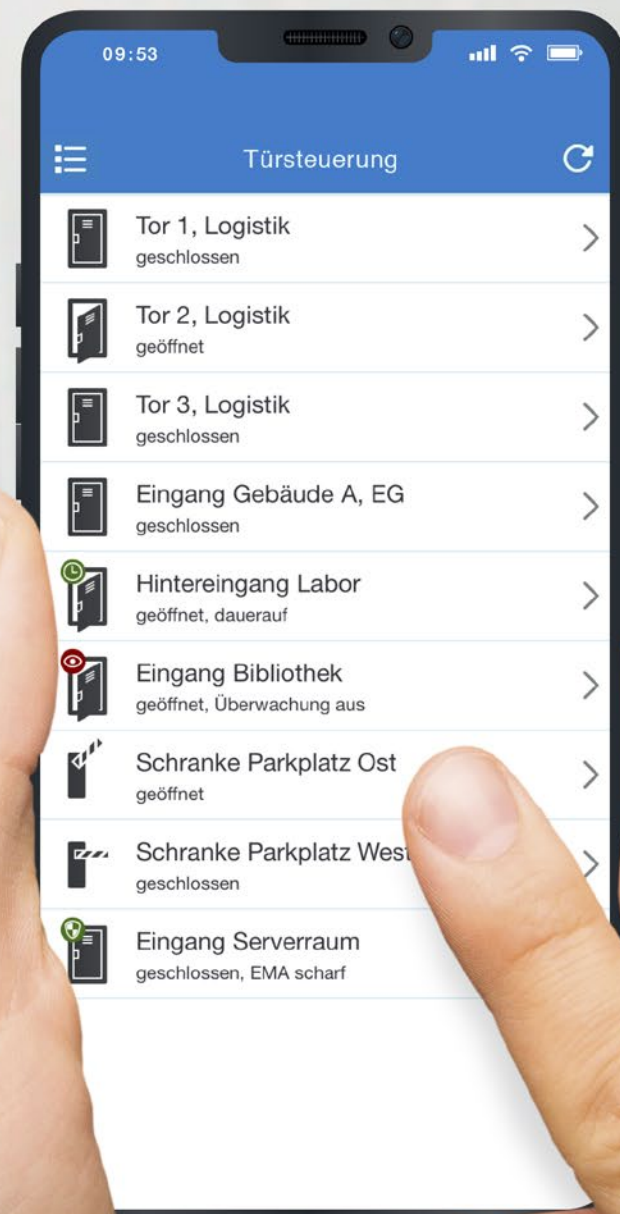 09:53
Türsteuerung
Tor 1, Logistik
geschlossen
Tor 2, Logistik
geöffnet
Tor 3, Logistik
geschlossen
Eingang Gebäude A, EG
geschlossen
Hintereingang Labor
geöffnet, dauerauf
Eingang Bibliothek
geöffnet, Überwachung aus
Schranke Parkplatz Ost
geöffnet
Schranke Parkplatz West
geschlossen
Eingang Serverraum
geschlossen, EMA scharf